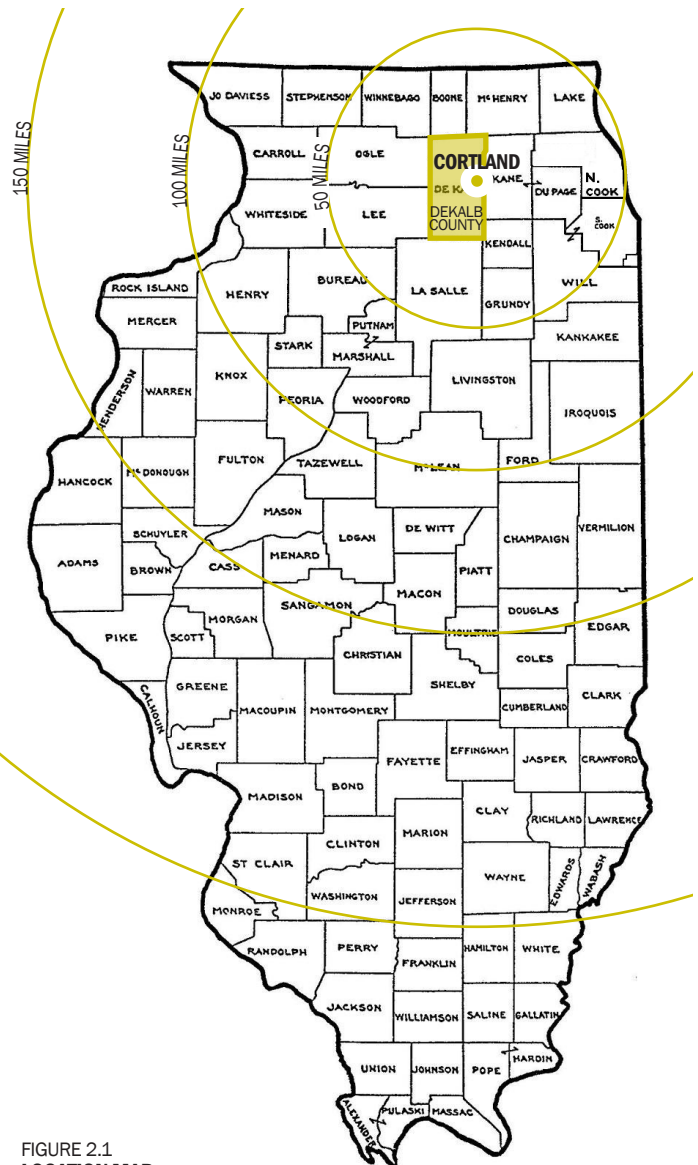 JO DAVIESS
STEPHENSON
WINNEBAGO
BOONE
MCHENRY
LAKE
150 MILES
100 MILES
50 MILES
CARROLL
OGLE
CORTLAND
DE K
KANE
DU PAGE
N.
COOK
WHITESIDE
LEE
DEKALB
COUNTY
S.
COOK
KENDALL
ROCK ISLAND
HENRY
BUREAU
LA SALLE
GRUNDY
WILL
MERCER
PUTNAM
KANKAKEE
STARK
MARSHALL
HENDERSON
WARREN
KNOX
PEORIA
WOODFORD
LIVINGSTON
IROQUOIS
HANCOCK
MCDONOUGH
FULTON
TAZEWELL
MCLEAN
FORD
MASON
SCHUYLER
LOGAN
DE WITT
CHAMPAIGN
VERMILION
ADAMS
BROWN
CASS
MENARD
PIATT
MACON
SANGAMON
DOUGLAS
PIKE
SCOTT
MORGAN
MOULTRIE
EDGAR
CHRISTIAN
COLES
CALHOUN
GREENE
MACOUPIN
MONTGOMERY
SHELBY
CUMBERLAND
CLARK
JERSEY
FAYETTE
EFFINGHAM
JASPER
CRAWFORD
MADISON
BOND
CLAY
RICHLAND
LAWRENCE
CLINTON
MARION
ST CLAIR
WAYNE
EDWARDS
WABASH
WASHINGTON
JEFFERSON
MONROE
RANDOLPH
PERRY
HAMILTON
WHITE
FRANKLIN
JACKSON
WILLIAMSON
SALINE
GALLATIN
UNION
JOHNSON
POPE
HARDIN
ALEXANDER
PULASKI
MASSAC
FIGURE 2.1
LOCATION MAP